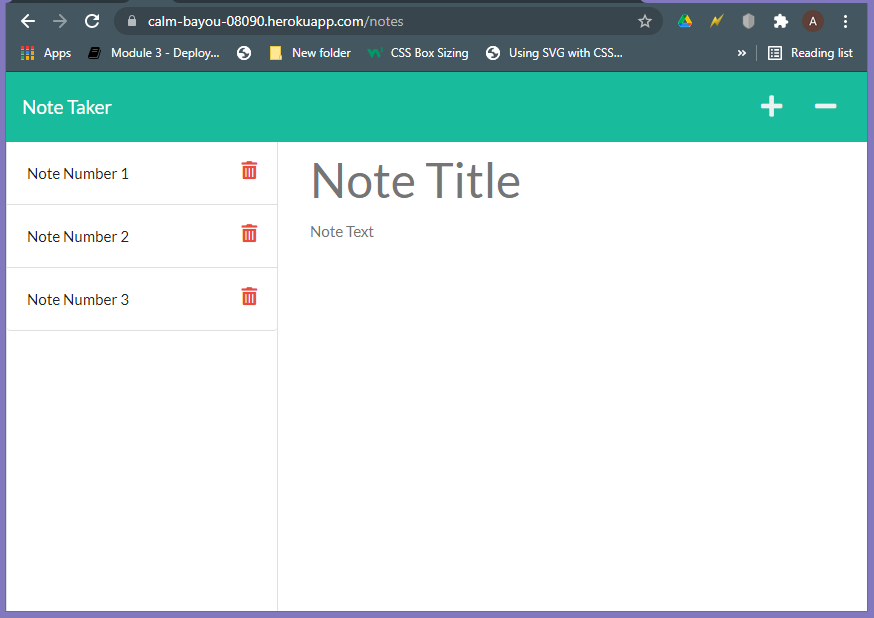 calm-bayou-08090.herokuapp.com/notes
A
Apps Module 3 - Deploy... New folder CSS Box Sizing Using SVG with CSS... » Reading list
Note Taker
Note Number 1
Note Number 2
Note Number 3
Note Title
Note Text